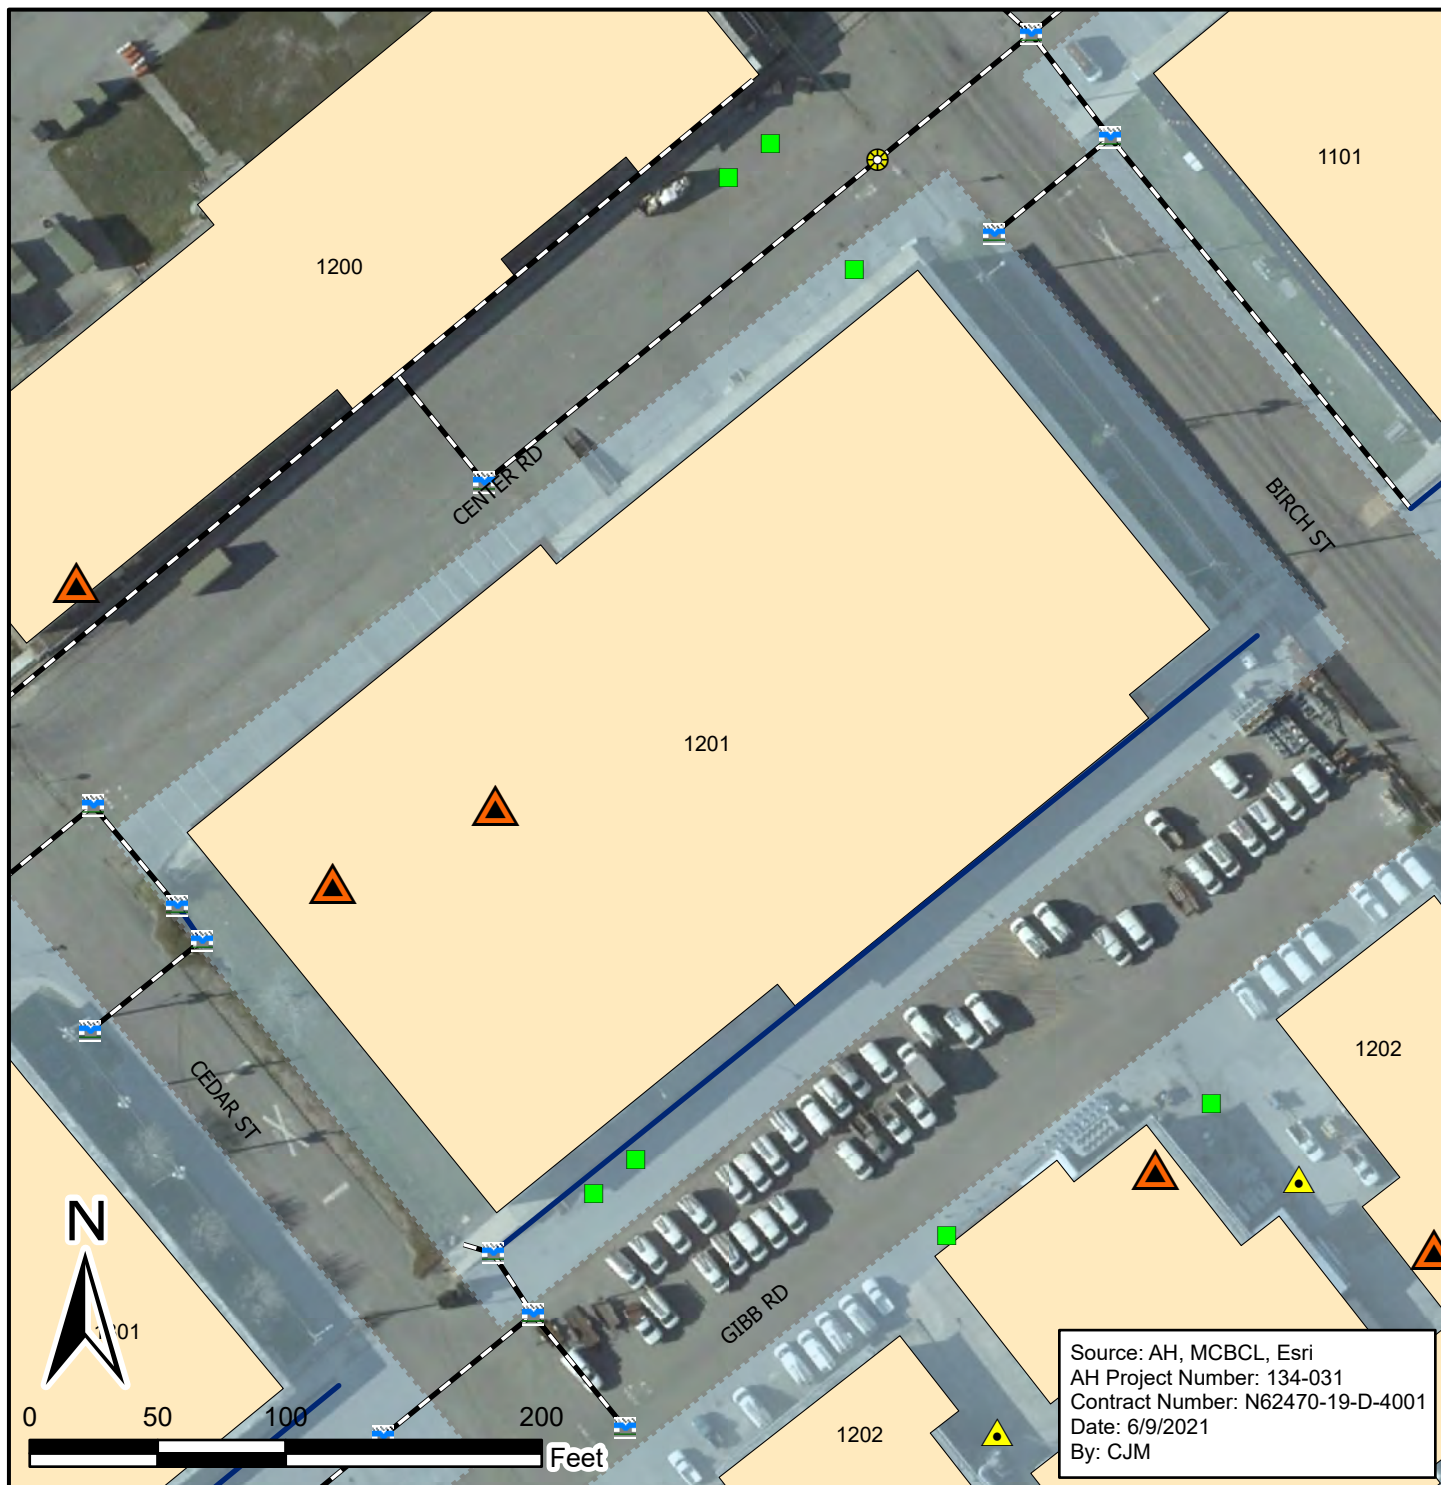 1101
1200
CENTER RD
BIRCH ST
1201
1202
CEDAR ST
N
GIBB RD
0 50 100 200
Feet
1202
Source: AH, MCBCL, Esri
AH Project Number: 134-031
Contract Number: N62470-19-D-4001
Date: 6/9/2021
By: CJM